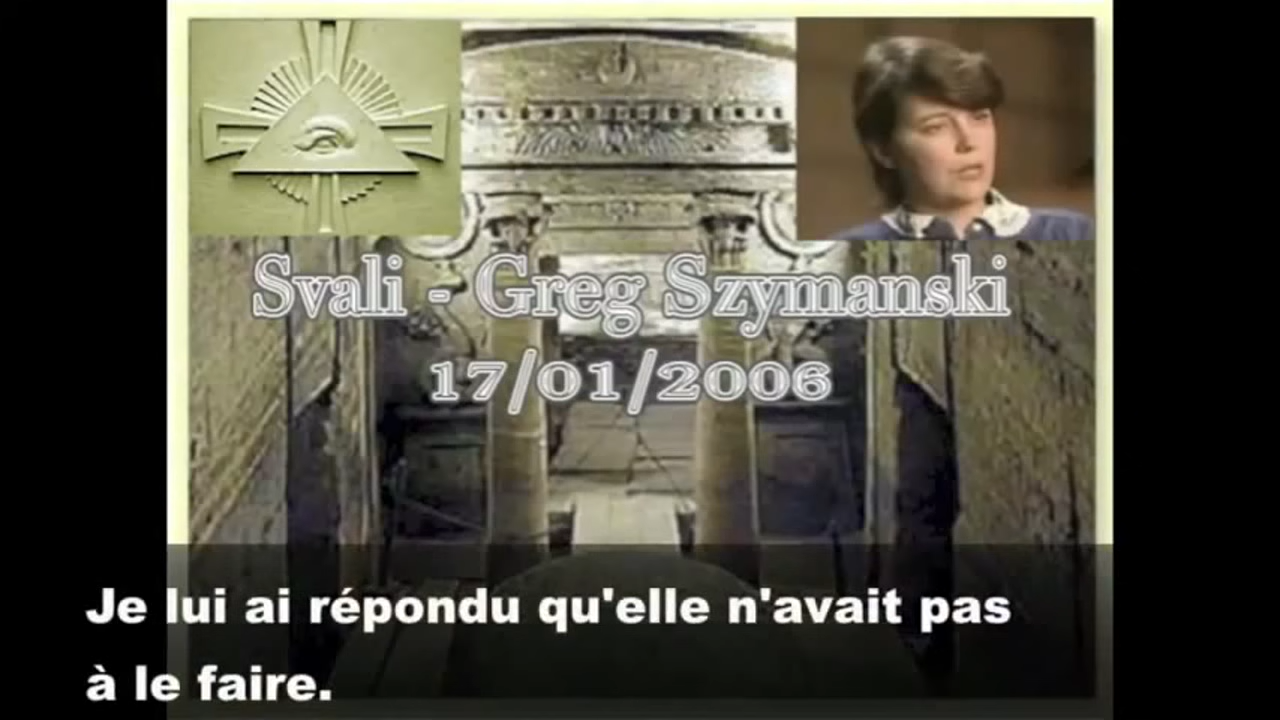 Svali - Greg Szymanski
17/01/2006
Je lui ai répondu qu'elle n'avait pas
à le faire.